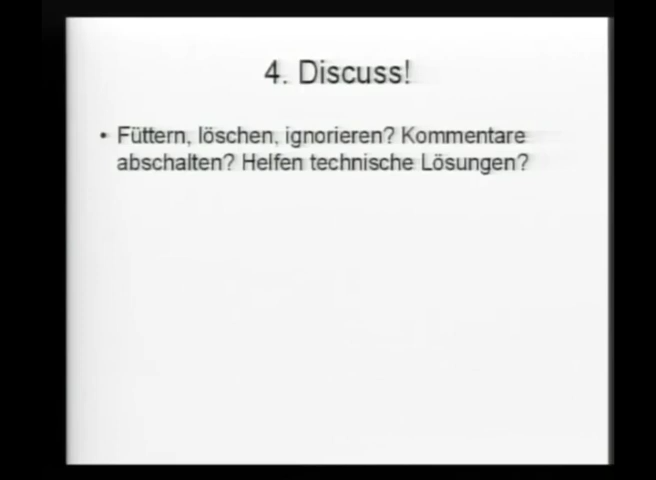 4. Discuss!
• Füttern, löschen, ignorieren? Kommentare
abschalten? Helfen technische Lösungen?